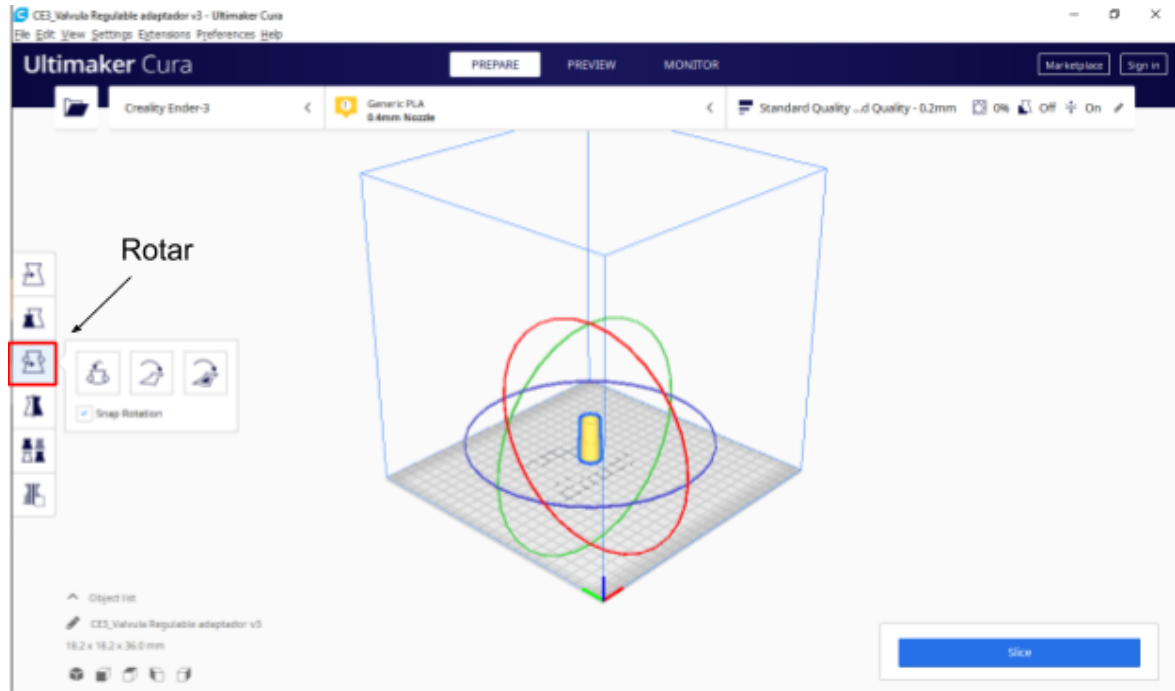 CE3_Valvula Regulable adaptador v3 - Ultimaker Cura
File Edit View Settings Extensions Preferences Help
Ultimaker Cura
PREPARE PREVIEW MONITOR
Marketplace Sign in
Creality Ender-3
Generic PLA
0.4mm Nozzle
Standard Quality ...d Quality - 0.2mm 0% Off On
Rotar
Snap Rotation
Object list
CE3_Valvula Regulable adaptador v3
18.2 x 18.2 x 36.0 mm
Slice